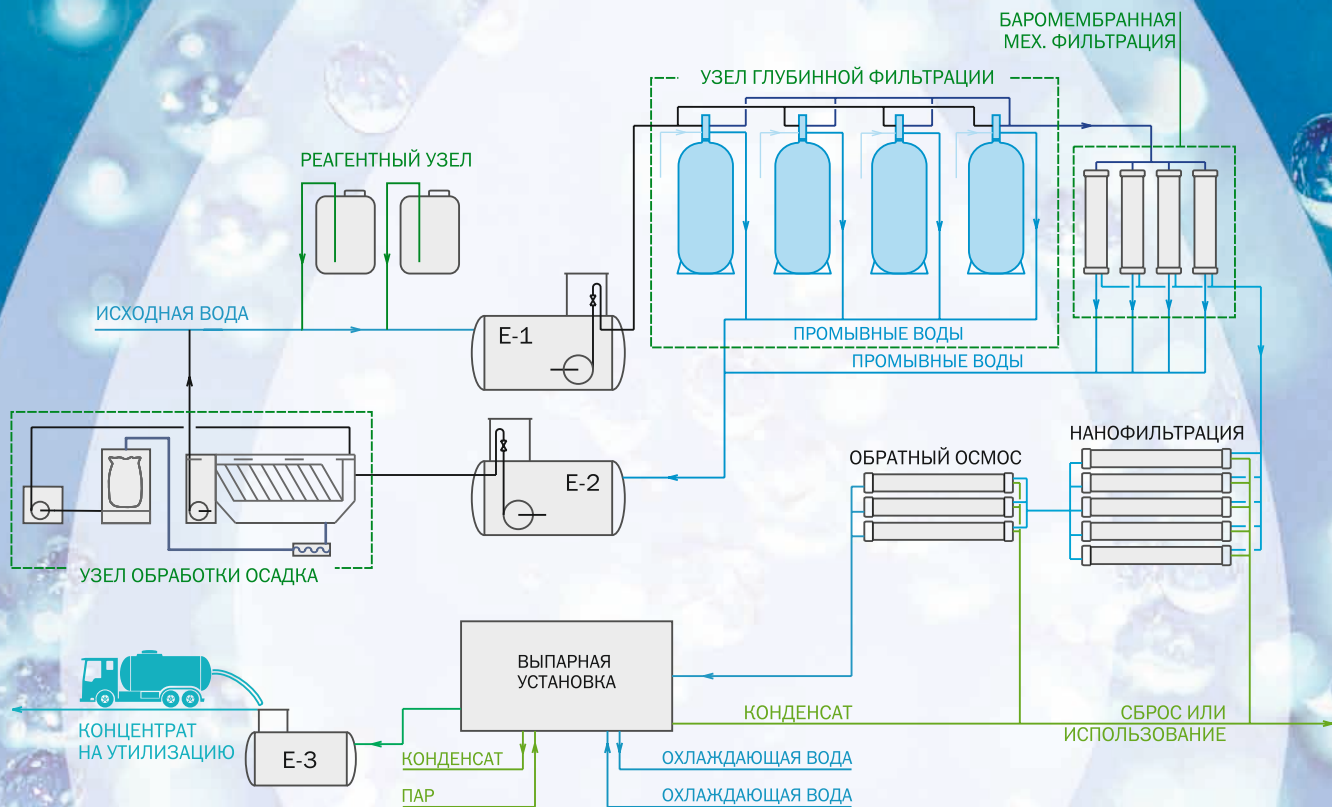 БАРОМЕМБРАННАЯ
МЕХ. ФИЛЬТРАЦИЯ
УЗЕЛ ГЛУБИННОЙ ФИЛЬТРАЦИИ
РЕАГЕНТНЫЙ УЗЕЛ
ИСХОДНАЯ ВОДА
Е-1
ПРОМЫВНЫЕ ВОДЫ
ПРОМЫВНЫЕ ВОДЫ
НАНОФИЛЬТРАЦИЯ
ОБРАТНЫЙ ОСМОС
Е-2
УЗЕЛ ОБРАБОТКИ ОСАДКА
ВЫПАРНАЯ
УСТАНОВКА
КОНДЕНСАТ
СБРОС ИЛИ
ИСПОЛЬЗОВАНИЕ
КОНЦЕНТРАТ
НА УТИЛИЗАЦИЮ
Е-3
КОНДЕНСАТ
ОХЛАЖДАЮЩАЯ ВОДА
ПАР
ОХЛАЖДАЮЩАЯ ВОДА